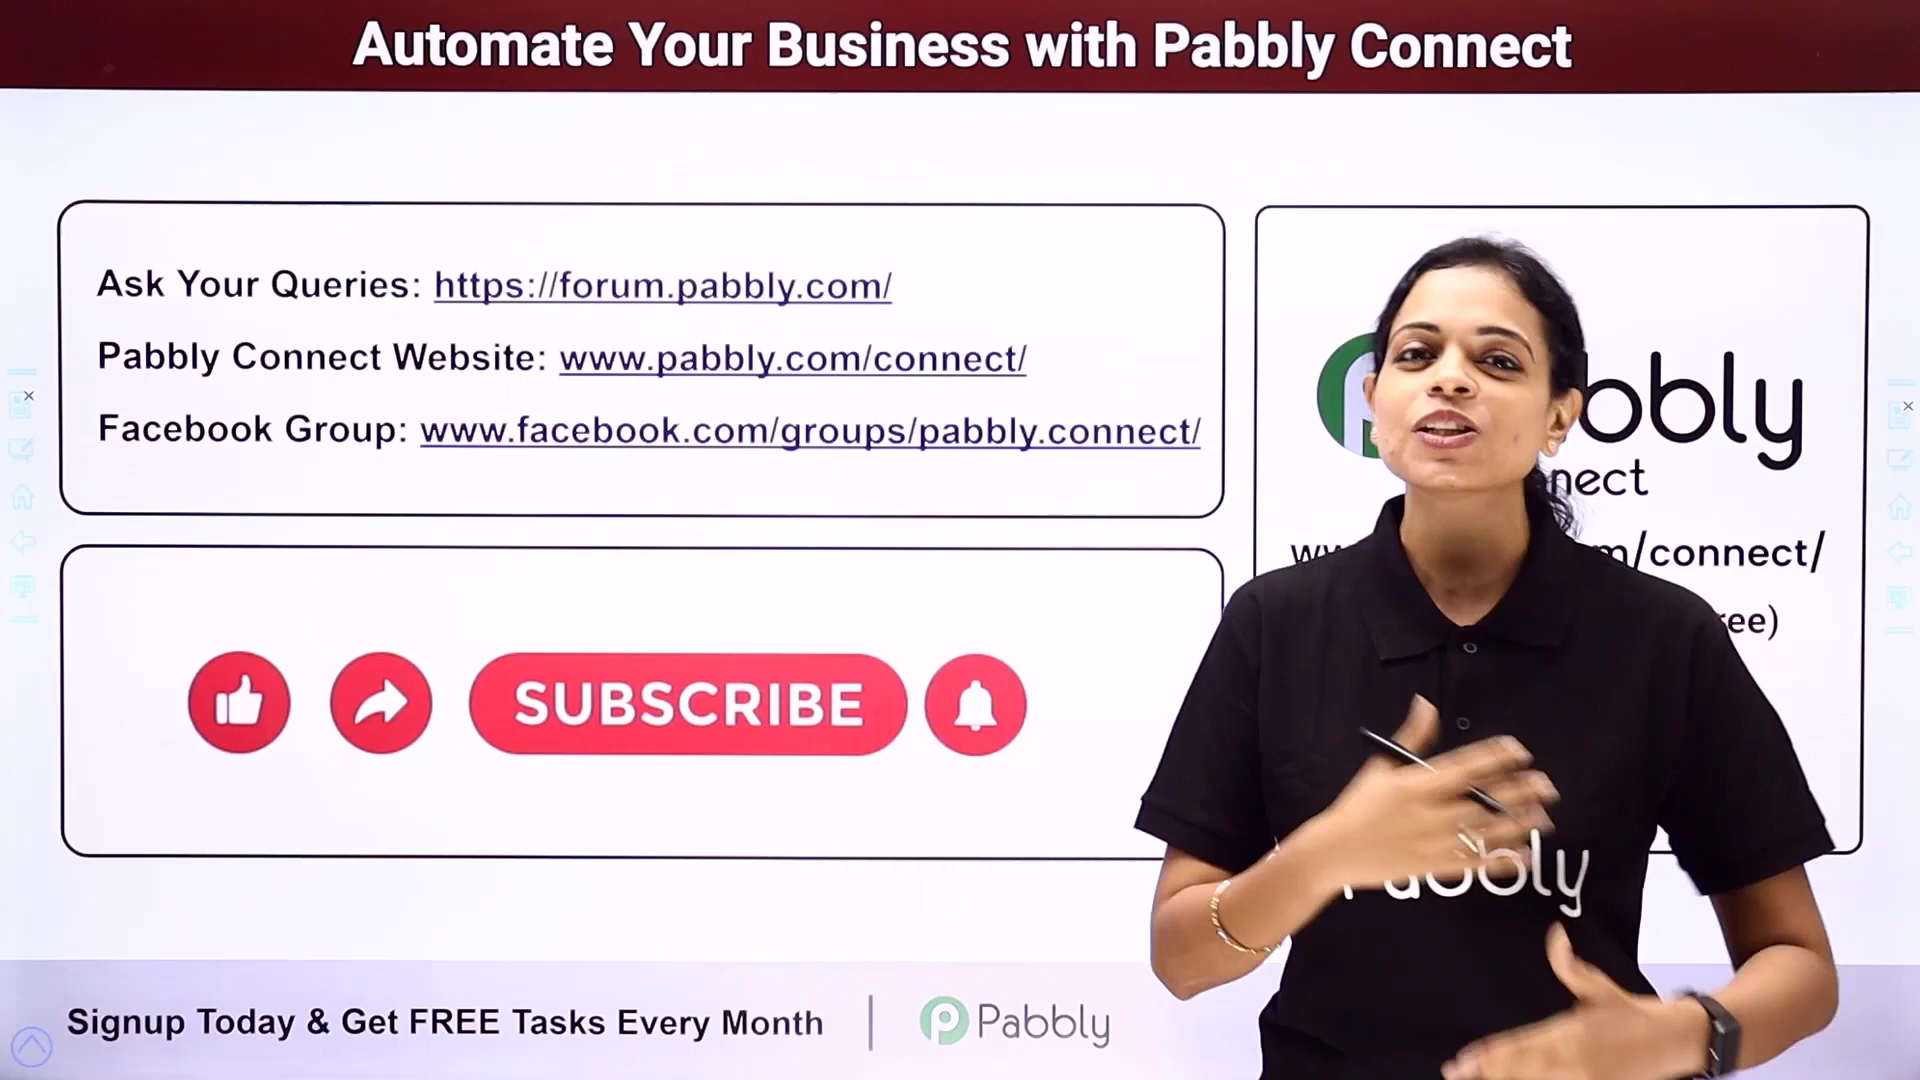 Automate Your Business with Pabbly Connect
Ask Your Queries: https://forum.pabbly.com/
Pabbly Connect Website: www.pabbly.com/connect/
Facebook Group: www.facebook.com/groups/pabbly.connect/
SUBSCRIBE
bbly
nect
/connect/
ree)
Pabbly
Signup Today & Get FREE Tasks Every Month
Pabbly